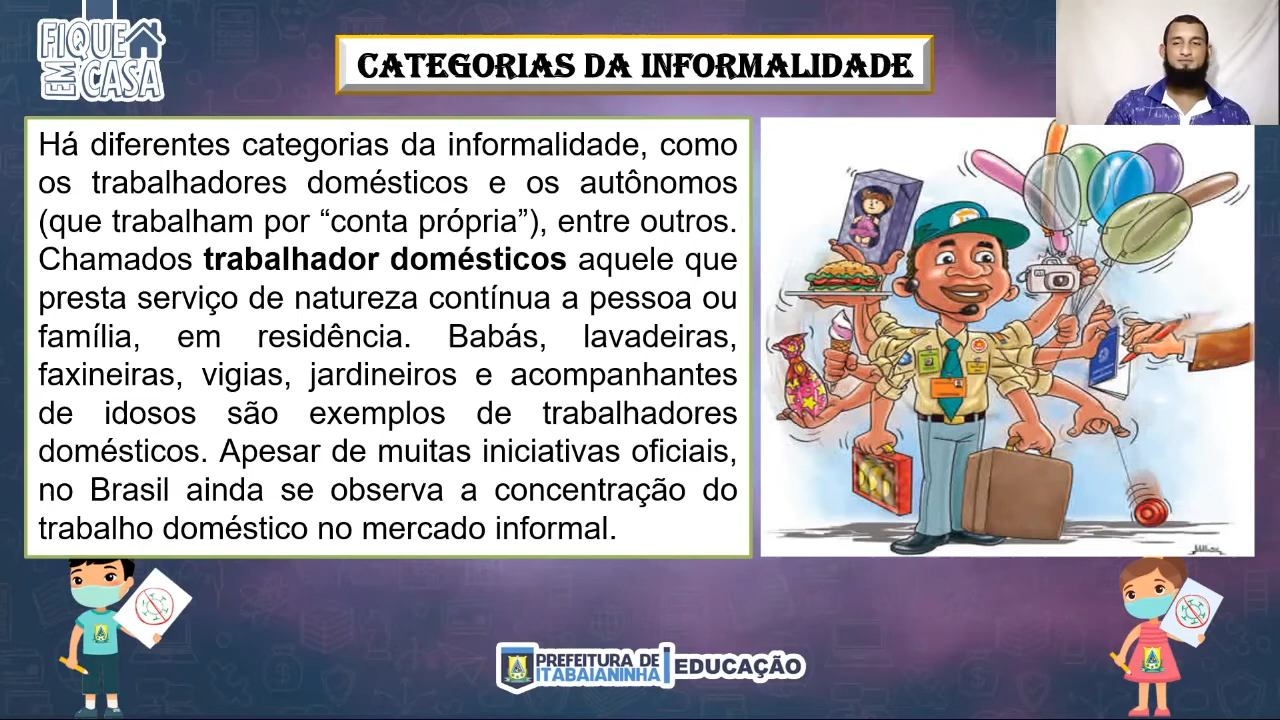 FIQUE
EM CASA
CATEGORIAS DA INFORMALIDADE
Há diferentes categorias da informalidade, como
os trabalhadores domésticos e os autônomos
(que trabalham por “conta própria”), entre outros.
Chamados trabalhador domésticos aquele que
presta serviço de natureza contínua a pessoa ou
família, em residência. Babás, lavadeiras,
faxineiras, vigias, jardineiros e acompanhantes
de idosos são exemplos de trabalhadores
domésticos. Apesar de muitas iniciativas oficiais,
no Brasil ainda se observa a concentração do
trabalho doméstico no mercado informal.
PREFEITURA DE
ITABAIANINHA
EDUCAÇÃO